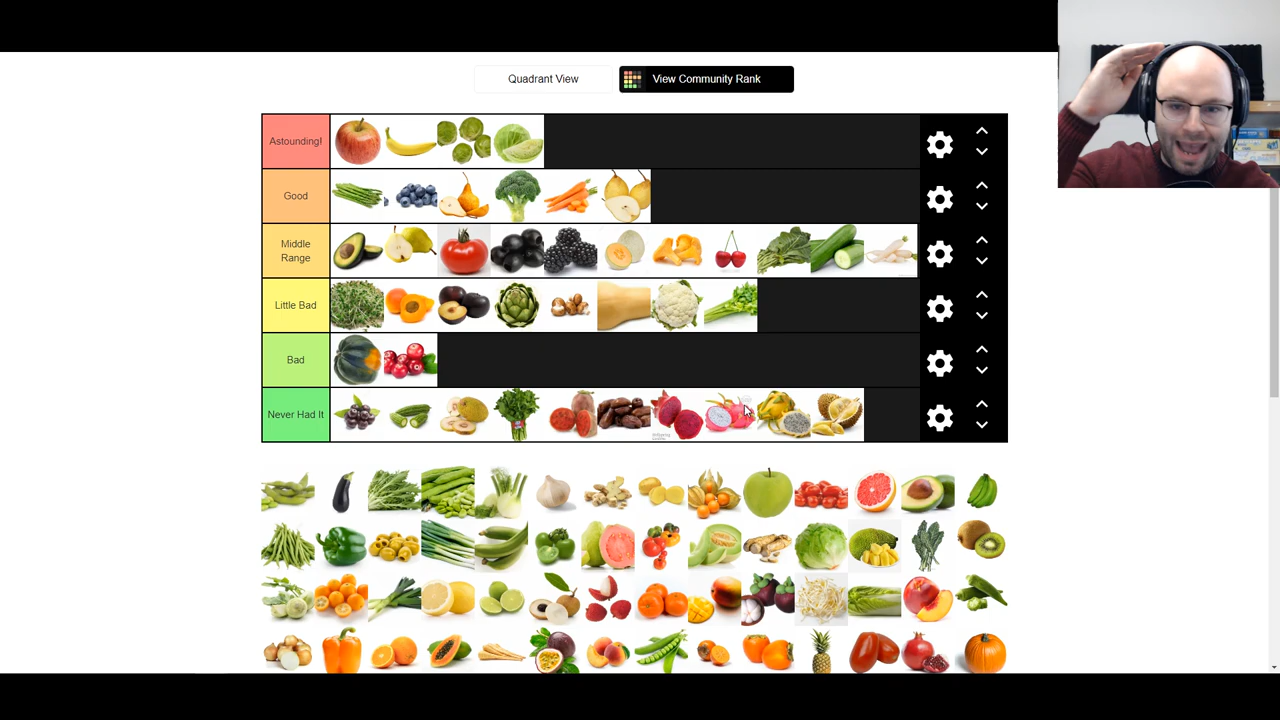 Quadrant View
View Community Rank
Astounding!
Good
Middle
Range
Little Bad
Bad
Never Had It